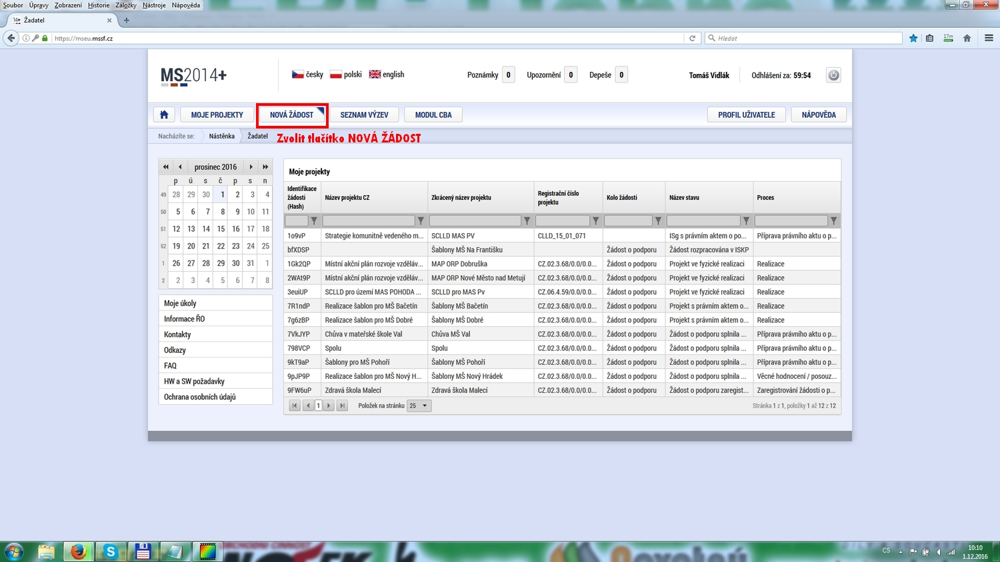 Soubor Úpravy Zobrazení Historie Záložky Nástroje Nápověda
14+ Žadatel
https://mseu.mssf.cz
Hledat
17m
MS2014+
česky polski english
Poznámky 0 Upozornění 0 Depeše 0
Tomáš Vidlák
Odhlášení za: 59:54
MOJE PROJEKTY NOVÁ ŽÁDOST SEZNAM VÝZEV MODUL CBA PROFIL UŽIVATELE NÁPOVĚDA
Nacházíte se: Nástěnka Žadatel
Zvolit tlačítko NOVÁ ŽÁDOST
prosinec 2016
p ú s č p s n
49 28 29 30 1 2 3 4
50 5 6 7 8 9 10 11
51 12 13 14 15 16 17 18
52 19 20 21 22 23 24 25
1 26 27 28 29 30 31 1
2 2 3 4 5 6 7 8
Moje úkoly
Informace ŘO
Kontakty
Odkazy
FAQ
HW a SW požadavky
Ochrana osobních údajů
Moje projekty
Identifikace žádosti (Hash) Název projektu CZ Zkrácený název projektu Registrační číslo projektu Kolo žádosti Název stavu Proces
1o9vP Strategie komunitně vedeného m... SCLLD MAS PV CLLD_15_01_071 ISg s právním aktem o po... Příprava právního aktu o p...
bfXDSP Šablony MŠ Na Františku Žádost o podporu Žádost rozpracována v ISKP
1Gk2QP Místní akční plán rozvoje vzděláv... MAP ORP Dobruška CZ.02.3.68/0.0/0.0... Žádost o podporu Projekt ve fyzické realizaci Realizace
2WAt9P Místní akční plán rozvoje vzděláv... MAP ORP Nové Město nad Metují CZ.02.3.68/0.0/0.0... Žádost o podporu Projekt ve fyzické realizaci Realizace
3euiUP SCLLD pro území MAS POHODA ... SCLLD pro MAS Pv CZ.06.4.59/0.0/0.0... Žádost o podporu Projekt ve fyzické realizaci Realizace
7R1ndP Realizace šablon pro MŠ Bačetín Šablony MŠ Bačetín CZ.02.3.68/0.0/0.0... Žádost o podporu Projekt s právním aktem o... Realizace
7g6zBP Realizace šablon pro MŠ Dobré Šablony MŠ Dobré CZ.02.3.68/0.0/0.0... Žádost o podporu Projekt s právním aktem o... Realizace
7VkJYP Chůva v mateřské škole Val Chůva MŠ Val CZ.02.3.68/0.0/0.0... Žádost o podporu Žádost o podporu splnila ... Příprava právního aktu o p...
798VCP Spolu Spolu CZ.02.3.68/0.0/0.0... Žádost o podporu Žádost o podporu splnila ... Příprava právního aktu o p...
9kT9aP Šablony pro MŠ Pohoří Šablony MŠ Pohoří CZ.02.3.68/0.0/0.0... Žádost o podporu Žádost o podporu splnila ... Příprava právního aktu o p...
9pJP9P Realizace šablon pro MŠ Nový H... Šablony MŠ Nový Hrádek CZ.02.3.68/0.0/0.0... Žádost o podporu Žádost o podporu splnila ... Věcné hodnocení / posouz...
9FW6uP Zdravá škola Malecí Zdravá škola Malecí CZ.02.3.68/0.0/0.0... Žádost o podporu Žádost o podporu zaregist... Zaregistrování žádosti o p...
1 Položek na stránku 25 Stránka 1 z 1, položky 1 až 12 z 12
CS
10:10
1.12.2016